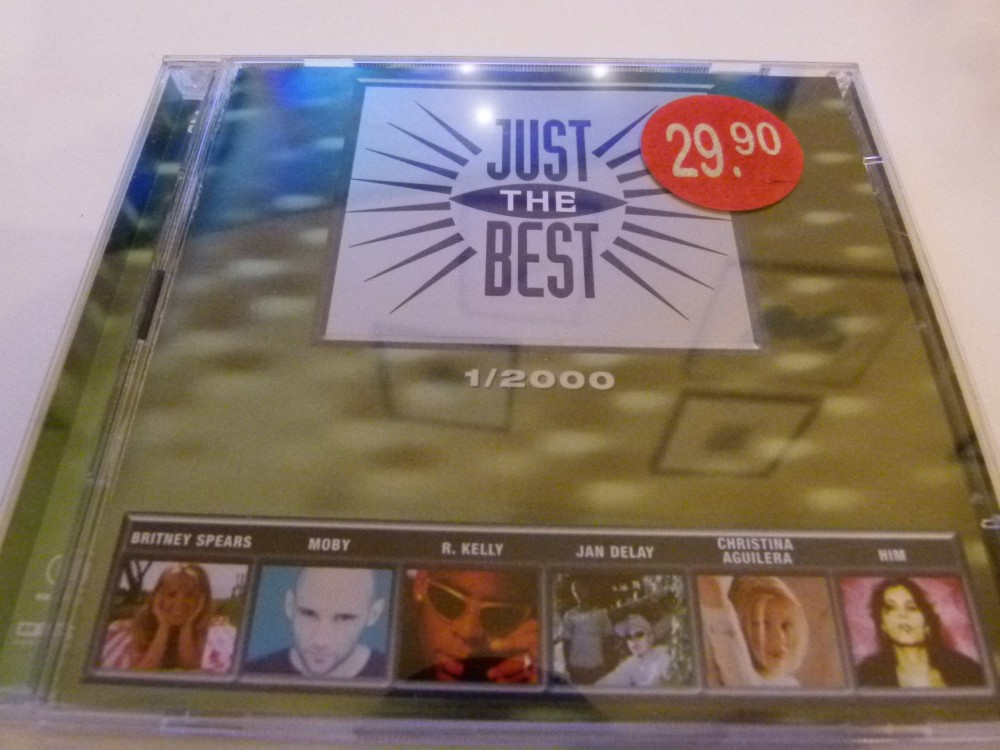 JUST
THE
BEST
29.90
1/2000
BRITNEY SPEARS
MOBY
R. KELLY
JAN DELAY
CHRISTINA
AGUILERA
HIM